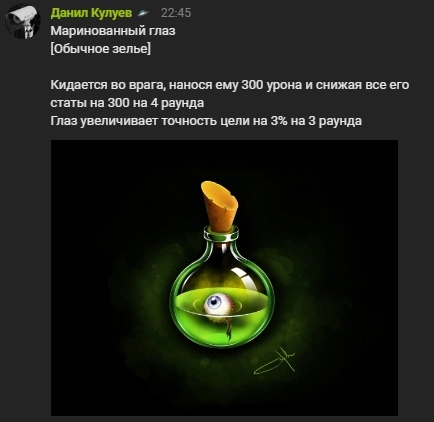 Данил Кулуев 22:45
Маринованный глаз
[Обычное зелье]
Кидается во врага, нанося ему 300 урона и снижая все его
статы на 300 на 4 раунда
Глаз увеличивает точность цели на 3% на 3 раунда